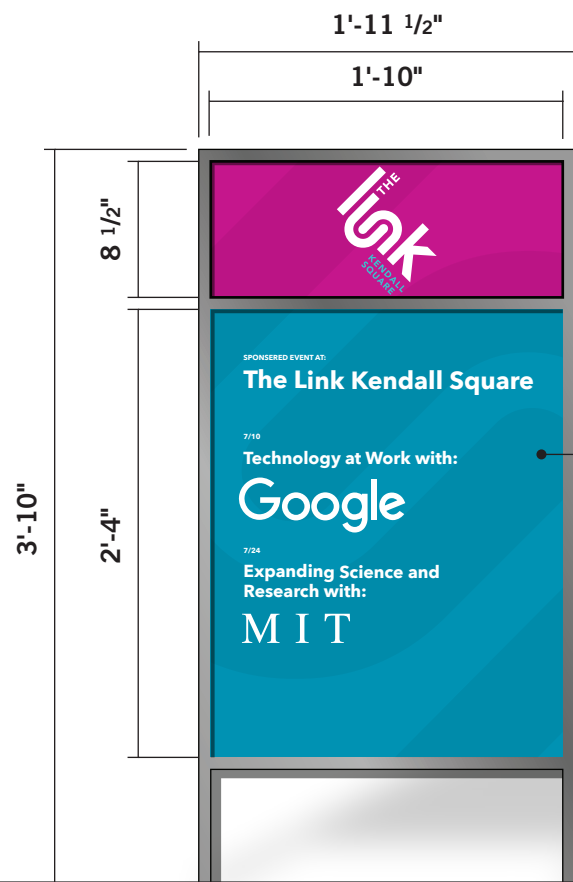 1'-11 1/2"
1'-10"
8 1/2"
3'-10"
2'-4"
THE
link
KENDALL
SQUARE
SPONSERED EVENT AT:
The Link Kendall Square
7/10
Technology at Work with:
Google
7/24
Expanding Science and
Research with:
MIT